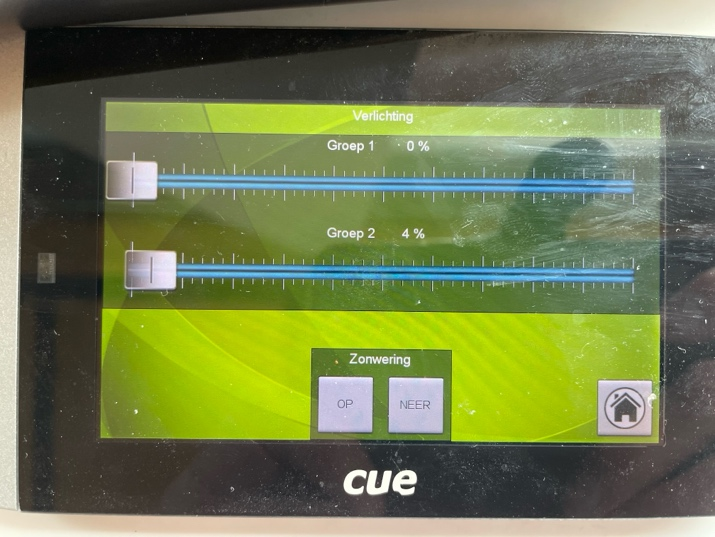 Verlichting
Groep 1 0 %
Groep 2 4 %
Zonwering
OP NEER
cue